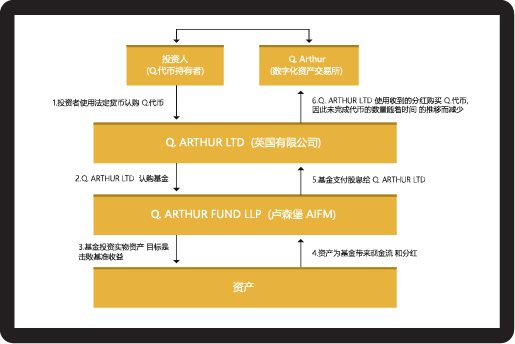 投资人
(Q.代币持有者)
Q. Arthur
(数字化资产交易所)
1.投资者使用法定货币认购 Q.代币
6.Q. ARTHUR LTD 使用收到的分红购买 Q.代币,
因此未完成代币的数量随着时间 的推移而减少
Q. ARTHUR LTD (英国有限公司)
2.Q. ARTHUR LTD 认购基金
5.基金支付股息给 Q. ARTHUR LTD
Q. ARTHUR FUND LLP (卢森堡 AIFM)
3.基金投资实物资产 目标是
击败基准收益
4.资产为基金带来现金流 和分红
资产